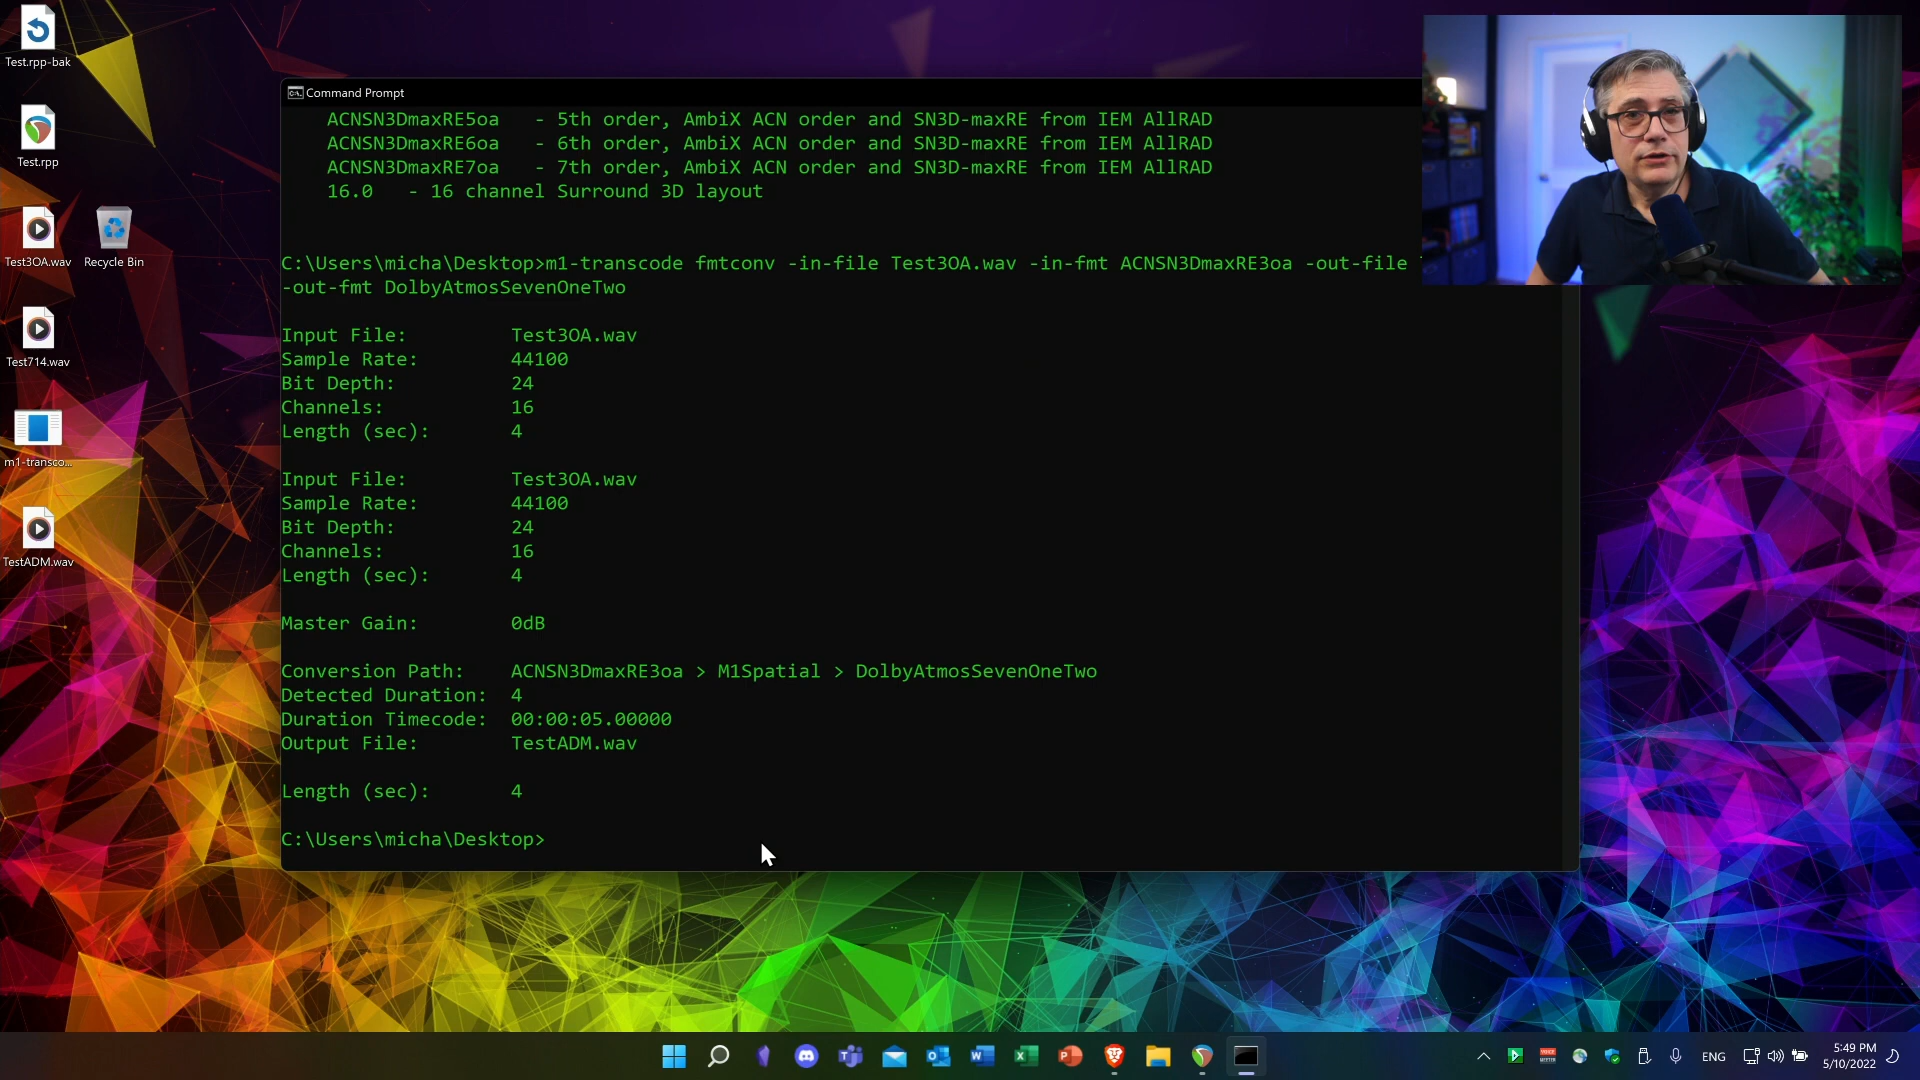 Test.rpp-bak
Test.rpp
Test3OA.wav
Recycle Bin
Test714.wav
m1-transco...
TestADM.wav
Command Prompt
ACNSN3DmaxRE5oa - 5th order, AmbiX ACN order and SN3D-maxRE from IEM AllRAD
ACNSN3DmaxRE6oa - 6th order, AmbiX ACN order and SN3D-maxRE from IEM AllRAD
ACNSN3DmaxRE7oa - 7th order, AmbiX ACN order and SN3D-maxRE from IEM AllRAD
16.0 - 16 channel Surround 3D layout
C:\Users\micha\Desktop>m1-transcode fmtconv -in-file Test3OA.wav -in-fmt ACNSN3DmaxRE3oa -out-file
-out-fmt DolbyAtmosSevenOneTwo
Input File: Test3OA.wav
Sample Rate: 44100
Bit Depth: 24
Channels: 16
Length (sec): 4
Input File: Test3OA.wav
Sample Rate: 44100
Bit Depth: 24
Channels: 16
Length (sec): 4
Master Gain: 0dB
Conversion Path: ACNSN3DmaxRE3oa > M1Spatial > DolbyAtmosSevenOneTwo
Detected Duration: 4
Duration Timecode: 00:00:05.00000
Output File: TestADM.wav
Length (sec): 4
C:\Users\micha\Desktop>
ENG
5:49 PM
5/10/2022